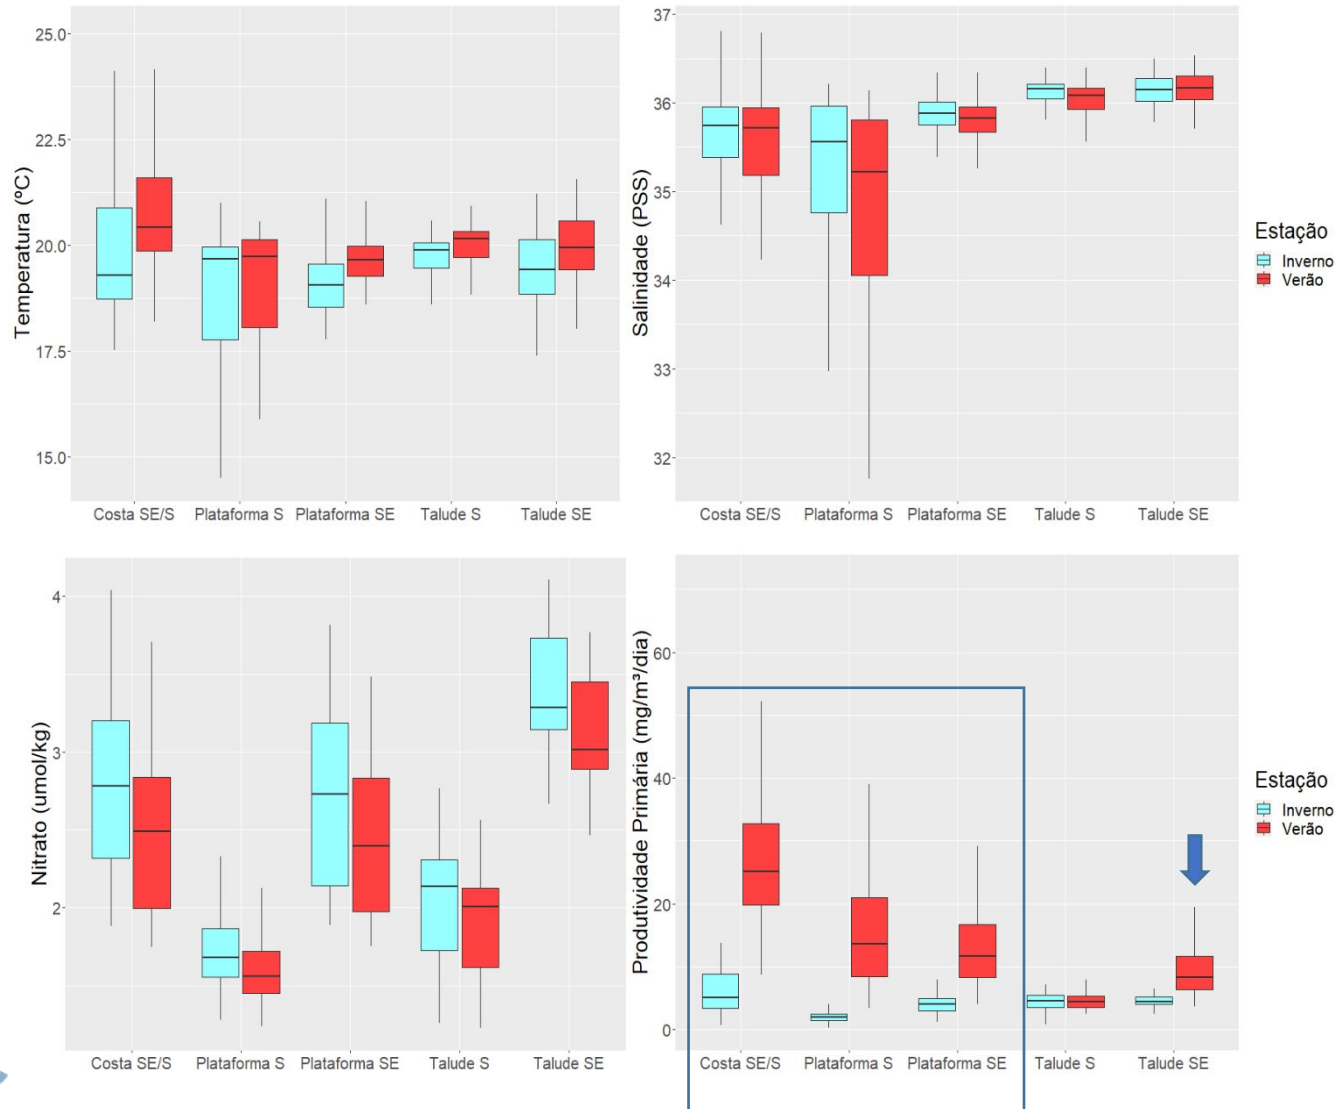 25.0
22.5
20.0
17.5
15.0
Temperatura (ºC)
Costa SE/S Plataforma S Plataforma SE Talude S Talude SE
37
36
35
34
33
32
Salinidade (PSS)
Costa SE/S Plataforma S Plataforma SE Talude S Talude SE
Estação
Inverno
Verão
4
3
2
Nitrato (umol/kg)
Costa SE/S Plataforma S Plataforma SE Talude S Talude SE
60
40
20
0
Produtividade Primária (mg/m³/dia)
Costa SE/S Plataforma S Plataforma SE Talude S Talude SE
Estação
Inverno
Verão